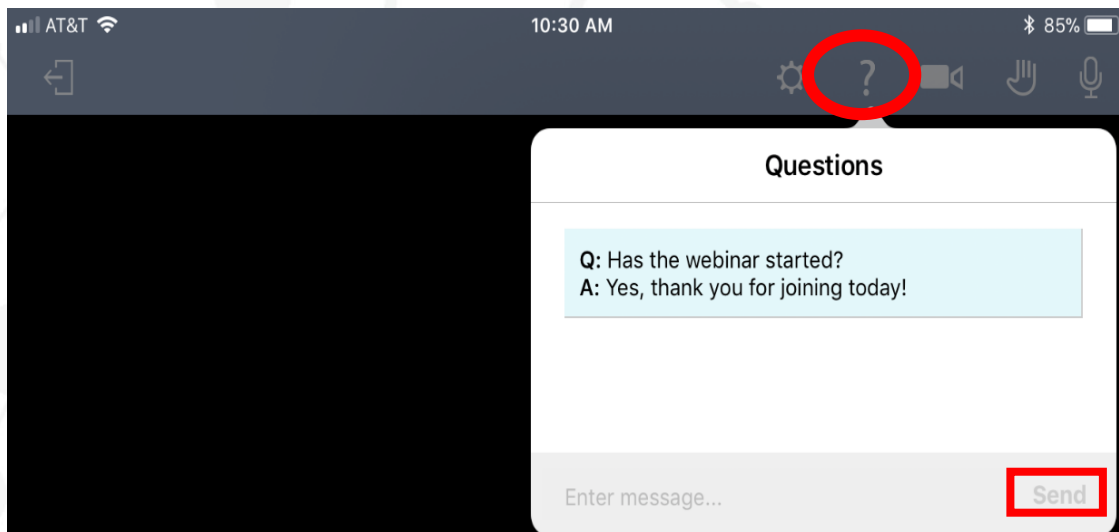 AT&T
10:30 AM
85%
?
Questions
Q: Has the webinar started?
A: Yes, thank you for joining today!
Enter message...
Send